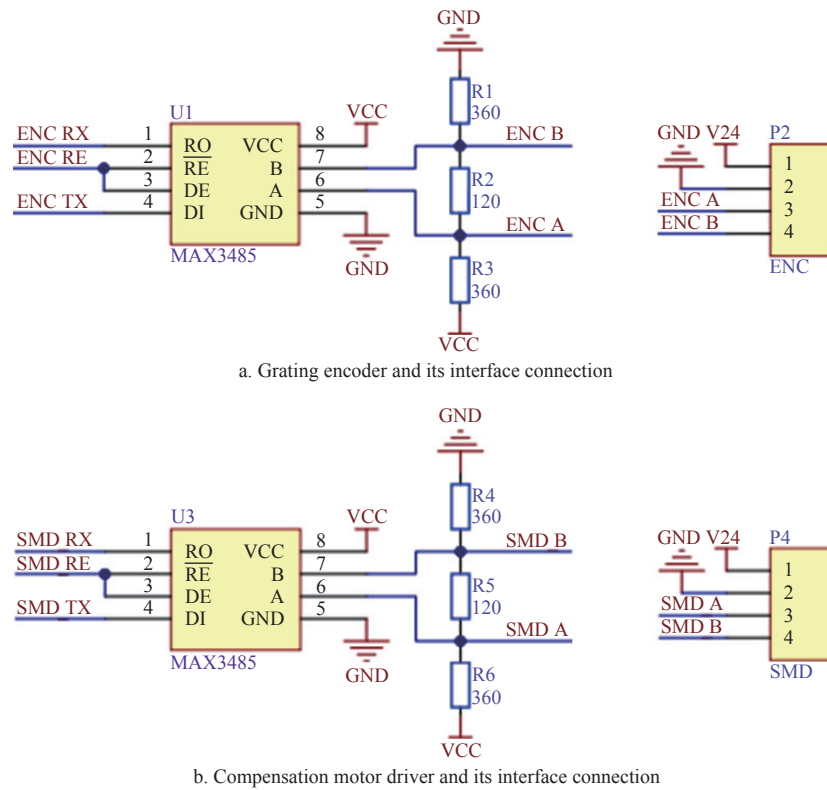 GND
R1
360
U1
VCC
ENC RX 1 RO VCC 8
ENC RE 2 RE B 7 ENC B
3 DE A 6
ENC TX 4 DI GND 5
R2
120
ENC A
MAX3485
GND
R3
360
VCC
GND V24 P2
1
2
ENC A 3
ENC B 4
ENC
a. Grating encoder and its interface connection
GND
R4
360
U3
VCC
SMD RX 1 RO VCC 8
SMD RE 2 RE B 7 SMD B
3 DE A 6
SMD TX 4 DI GND 5
R5
120
SMD A
MAX3485
GND
R6
360
VCC
GND V24 P4
1
2
SMD A 3
SMD B 4
SMD
b. Compensation motor driver and its interface connection